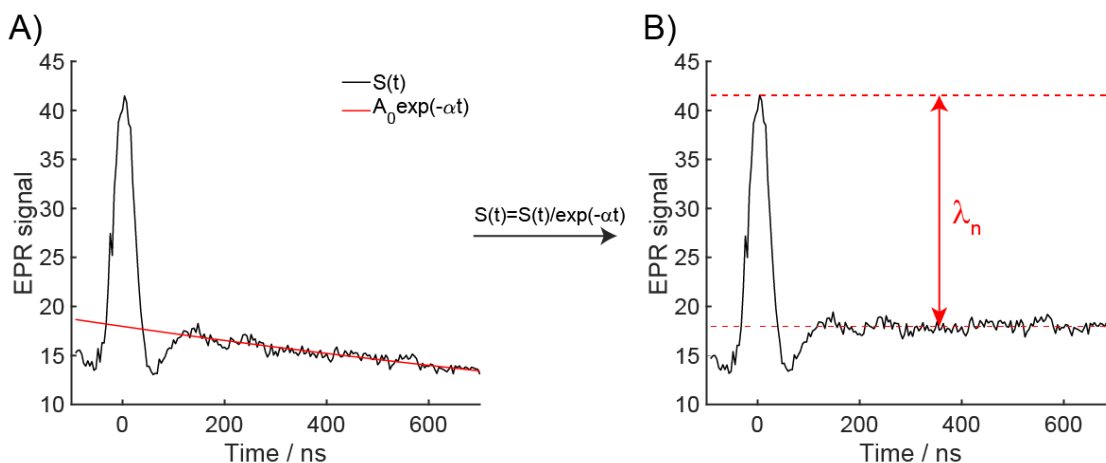 A)
B)
45
40
35
30
25
20
15
10
EPR signal
0
200
400
600
Time / ns
S(t)
A₀exp(-αt)
S(t)=S(t)/exp(-αt)
45
40
35
30
25
20
15
10
EPR signal
0
200
400
600
Time / ns
λₙ